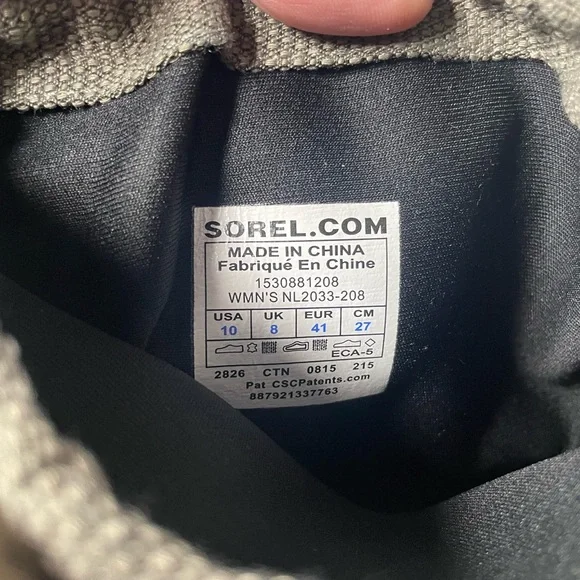 SOREL.COM
MADE IN CHINA
Fabriqué En Chine
1530881208
WMN'S NL2033-208
USA UK EUR CM
10 8 41 27
ECA-5
2826 CTN 0815 215
Pat CSCPatents.com
887921337763